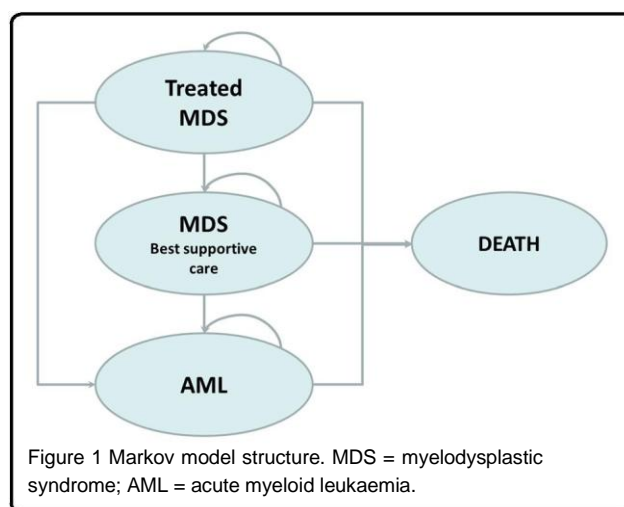 Treated
MDS
MDS
Best supportive
care
DEATH
AML
Figure 1 Markov model structure. MDS = myelodysplastic
syndrome; AML = acute myeloid leukaemia.